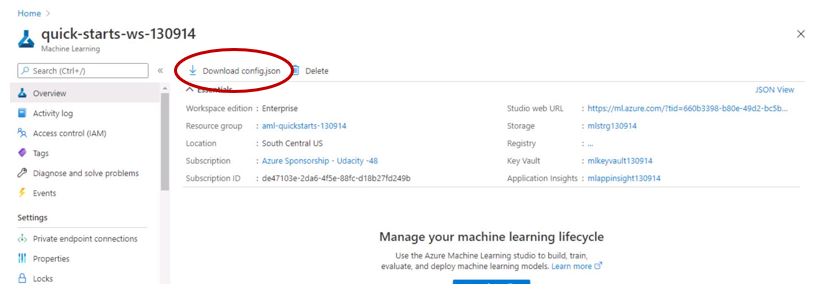 Home >
quick-starts-ws-130914
Machine Learning
Search (Ctrl+/)
«
Download config.json
Delete
Overview
Activity log
Access control (IAM)
Tags
Diagnose and solve problems
Events
Settings
Private endpoint connections
Properties
Locks
Essentials
JSON View
Workspace edition : Enterprise
Resource group : aml-quickstarts-130914
Location : South Central US
Subscription : Azure Sponsorship - Udacity -48
Subscription ID : de47103e-2da6-4f5e-88fc-d18b27fd249b
Studio web URL : https://ml.azure.com/?tid=660b3398-b80e-49d2-bc5b...
Storage : mlstrg130914
Registry : ...
Key Vault : mlkeyvault130914
Application Insights : mlappinsight130914
Manage your machine learning lifecycle
Use the Azure Machine Learning studio to build, train,
evaluate, and deploy machine learning models. Learn more